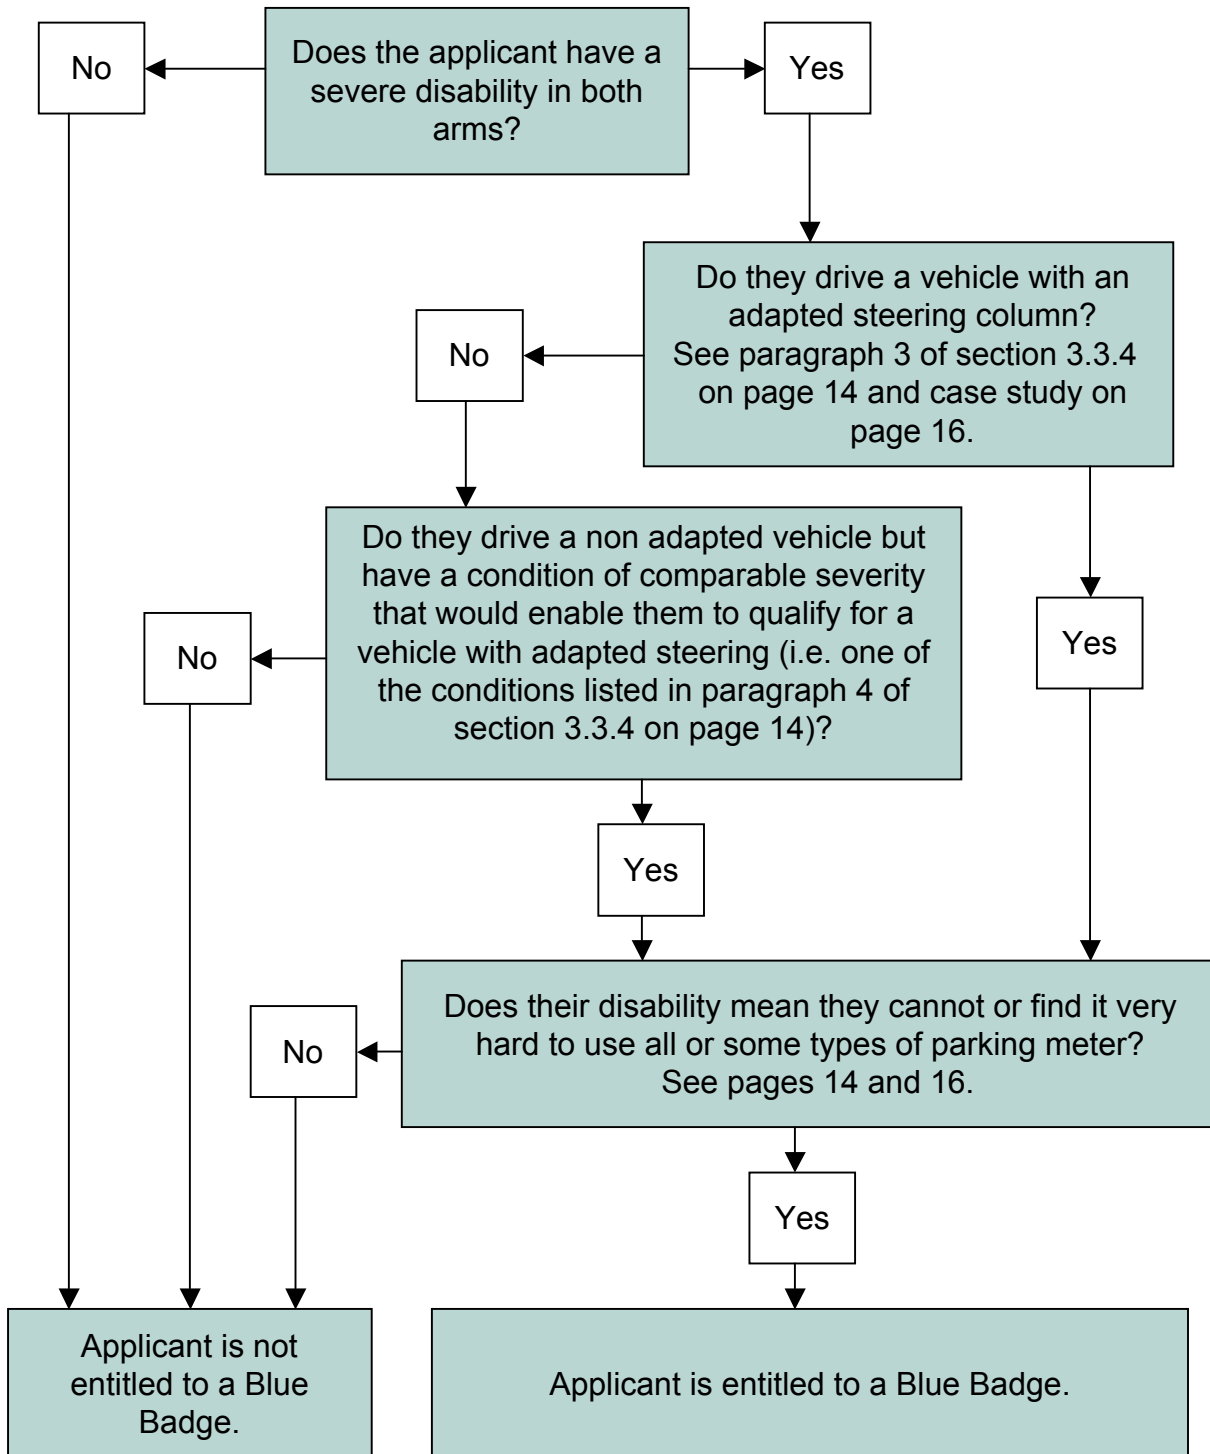 No
Does the applicant have a
severe disability in both
arms?
Yes
Do they drive a vehicle with an
adapted steering column?
See paragraph 3 of section 3.3.4
on page 14 and case study on
page 16.
No
Do they drive a non adapted vehicle but
have a condition of comparable severity
that would enable them to qualify for a
vehicle with adapted steering (i.e. one of
the conditions listed in paragraph 4 of
section 3.3.4 on page 14)?
No
Yes
Yes
Does their disability mean they cannot or find it very
hard to use all or some types of parking meter?
See pages 14 and 16.
No
Yes
Applicant is not
entitled to a Blue
Badge.
Applicant is entitled to a Blue Badge.